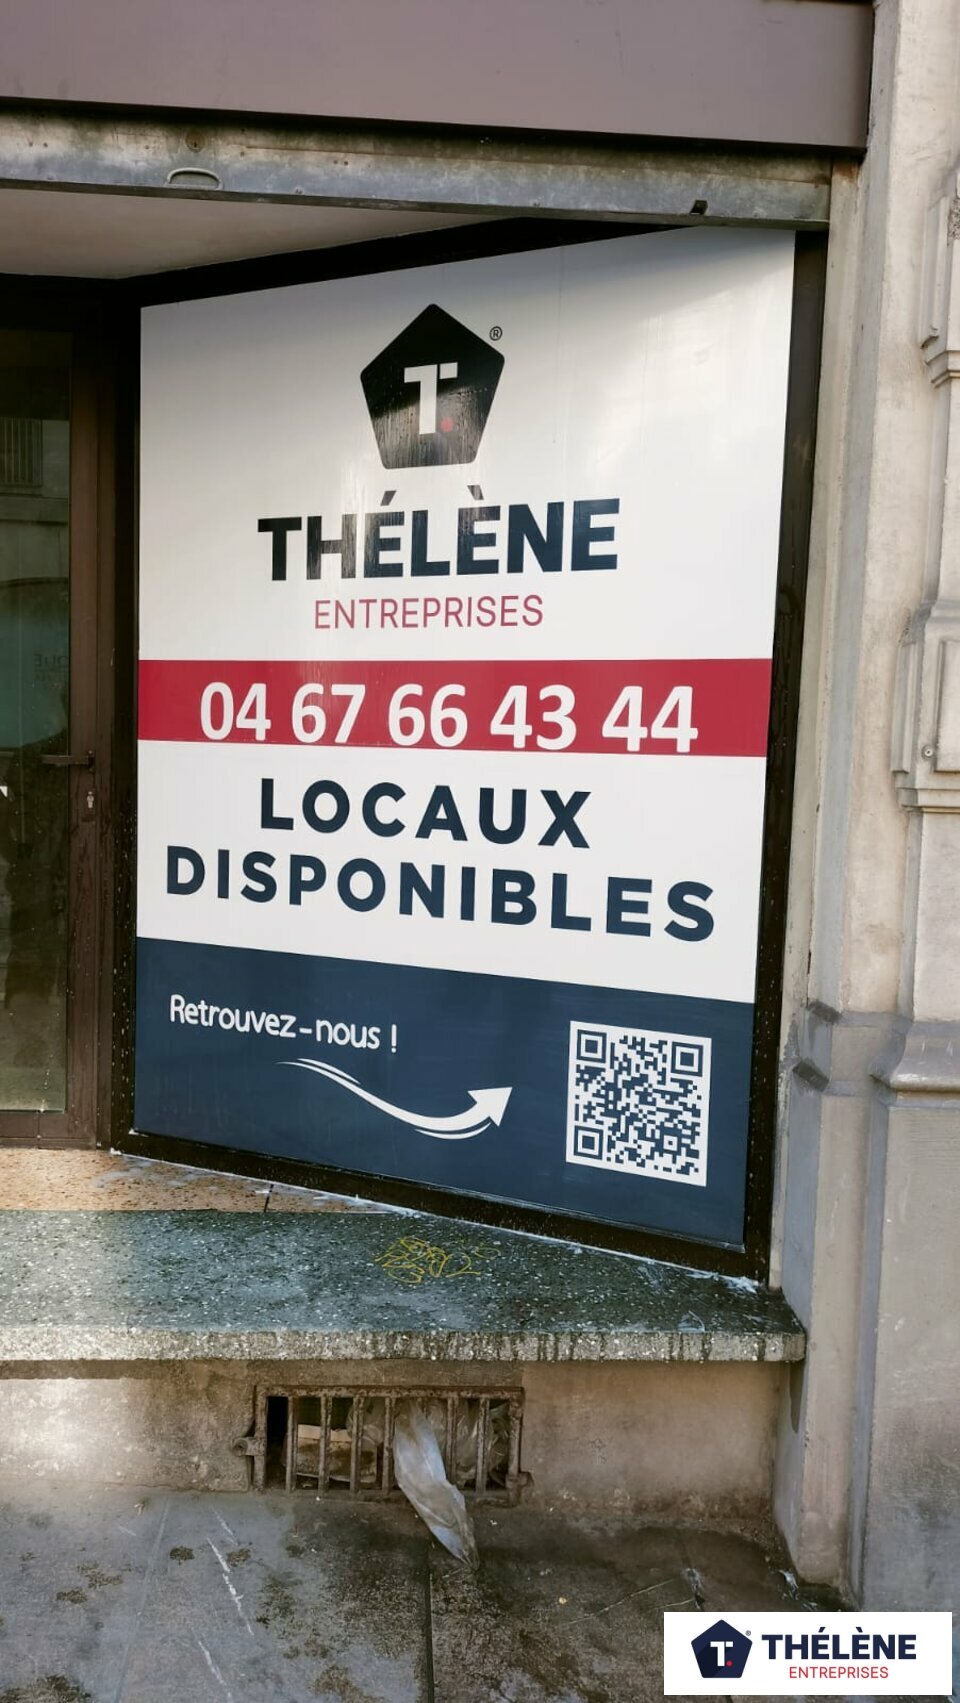 T.
®
THÉLÈNE
ENTREPRISES
04 67 66 43 44
LOCAUX
DISPONIBLES
Retrouvez-nous !
T.®
THÉLÈNE
ENTREPRISES